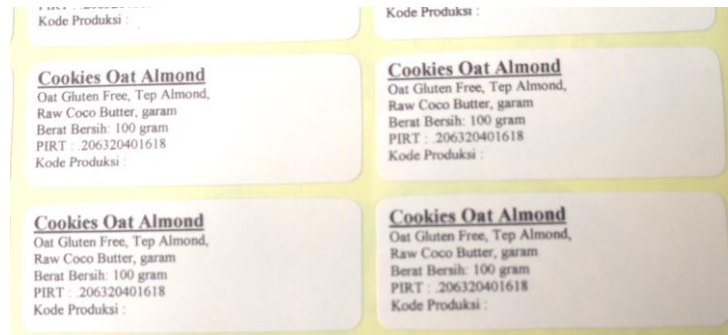 Kode Produksi :
Kode Produksi :
Cookies Oat Almond
Oat Gluten Free, Tep Almond,
Raw Coco Butter, garam
Berat Bersih: 100 gram
PIRT : .206320401618
Kode Produksi :
Cookies Oat Almond
Oat Gluten Free, Tep Almond,
Raw Coco Butter, garam
Berat Bersih: 100 gram
PIRT : .206320401618
Kode Produksi :
Cookies Oat Almond
Oat Gluten Free, Tep Almond,
Raw Coco Butter, garam
Berat Bersih: 100 gram
PIRT : .206320401618
Kode Produksi :
Cookies Oat Almond
Oat Gluten Free, Tep Almond,
Raw Coco Butter, garam
Berat Bersih: 100 gram
PIRT : .206320401618
Kode Produksi :